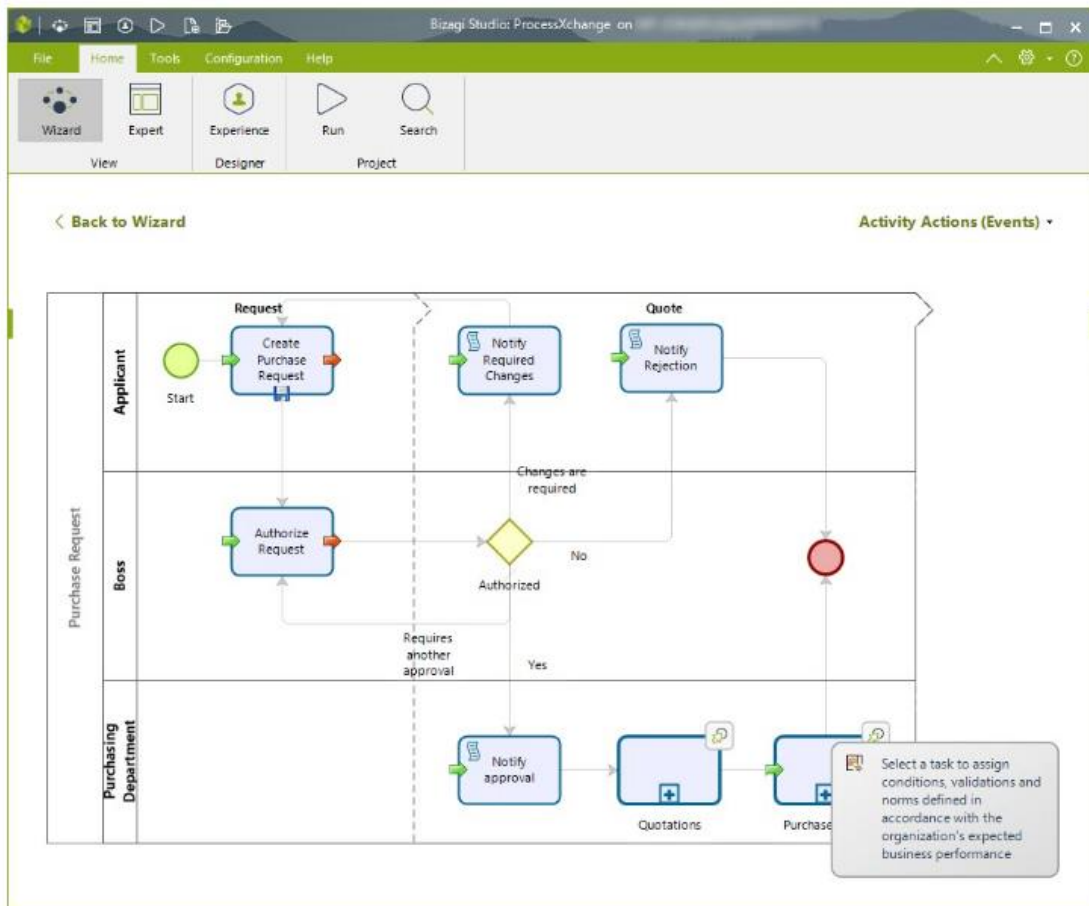 Bizagi Studio: ProcessXchange on
File Home Tools Configuration Help
Wizard Expert Experience Run Search
View Designer Project
Back to Wizard
Activity Actions (Events)
Purchase Request
Applicant
Boss
Purchasing
Department
Request
Quote
Start
Create
Purchase
Request
Notify
Required
Changes
Notify
Rejection
Changes are
required
Authorize
Request
Authorized
No
Requires
another
approval
Yes
Notify
approval
Quotations
Purchase
Select a task to assign
conditions, validations and
norms defined in
accordance with the
organization's expected
business performance